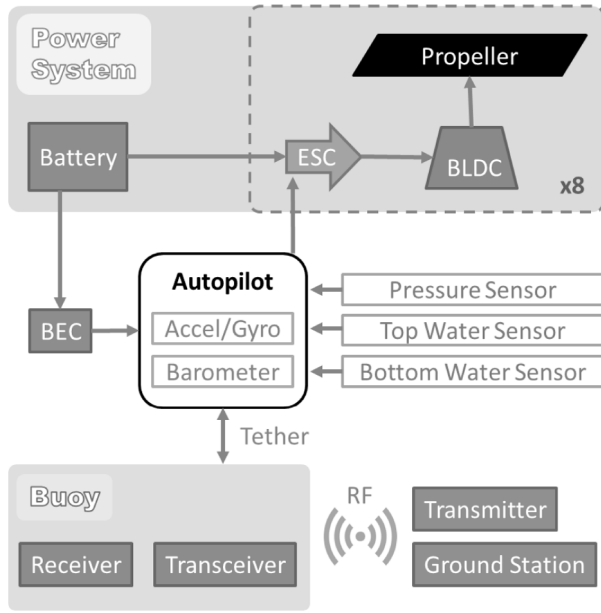 Power
System
Propeller
Battery
ESC
BLDC
x8
Autopilot
Pressure Sensor
BEC
Accel/Gyro
Top Water Sensor
Barometer
Bottom Water Sensor
Tether
Buoy
RF
Transmitter
Receiver
Transceiver
Ground Station